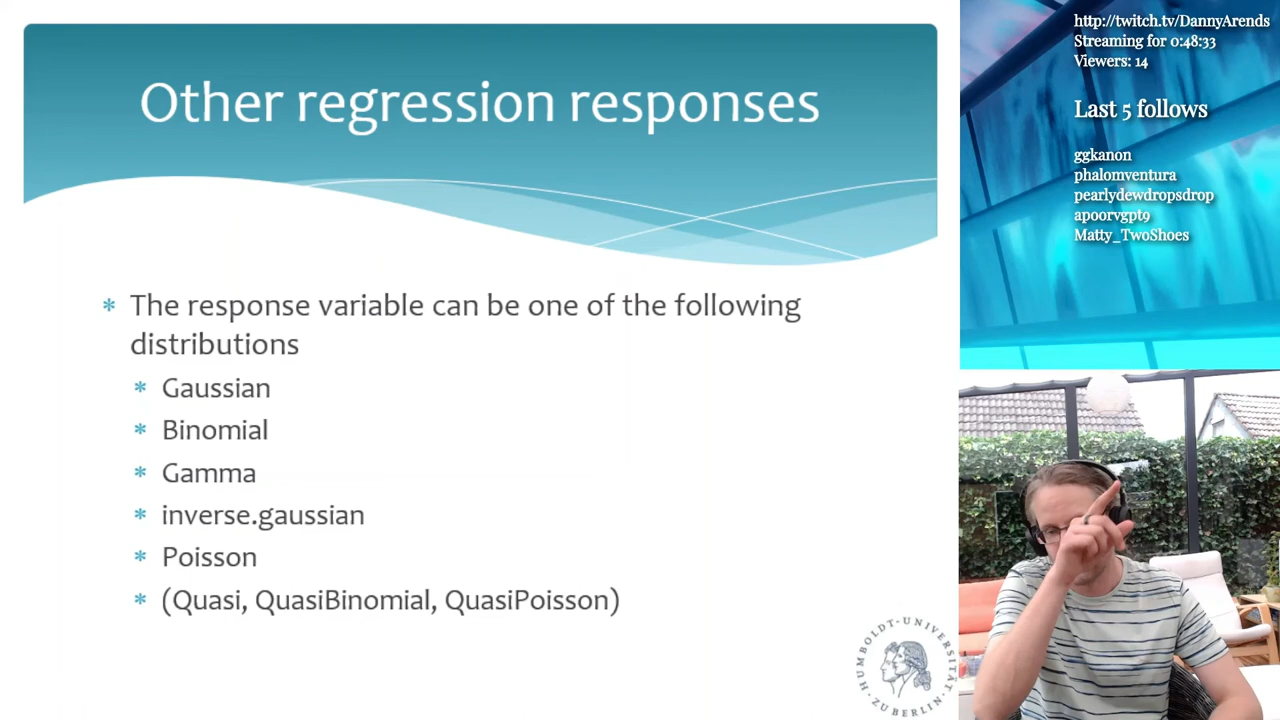 Other regression responses
The response variable can be one of the following
distributions
Gaussian
Binomial
Gamma
inverse.gaussian
Poisson
(Quasi, QuasiBinomial, QuasiPoisson)
HUMBOLDT-UNIVERSITÄT
ZU BERLIN
http://twitch.tv/DannyArends
Streaming for 0:48:33
Viewers: 14
Last 5 follows
ggkanon
phalomventura
pearlydewdropsdrop
apoorvgpt9
Matty_TwoShoes